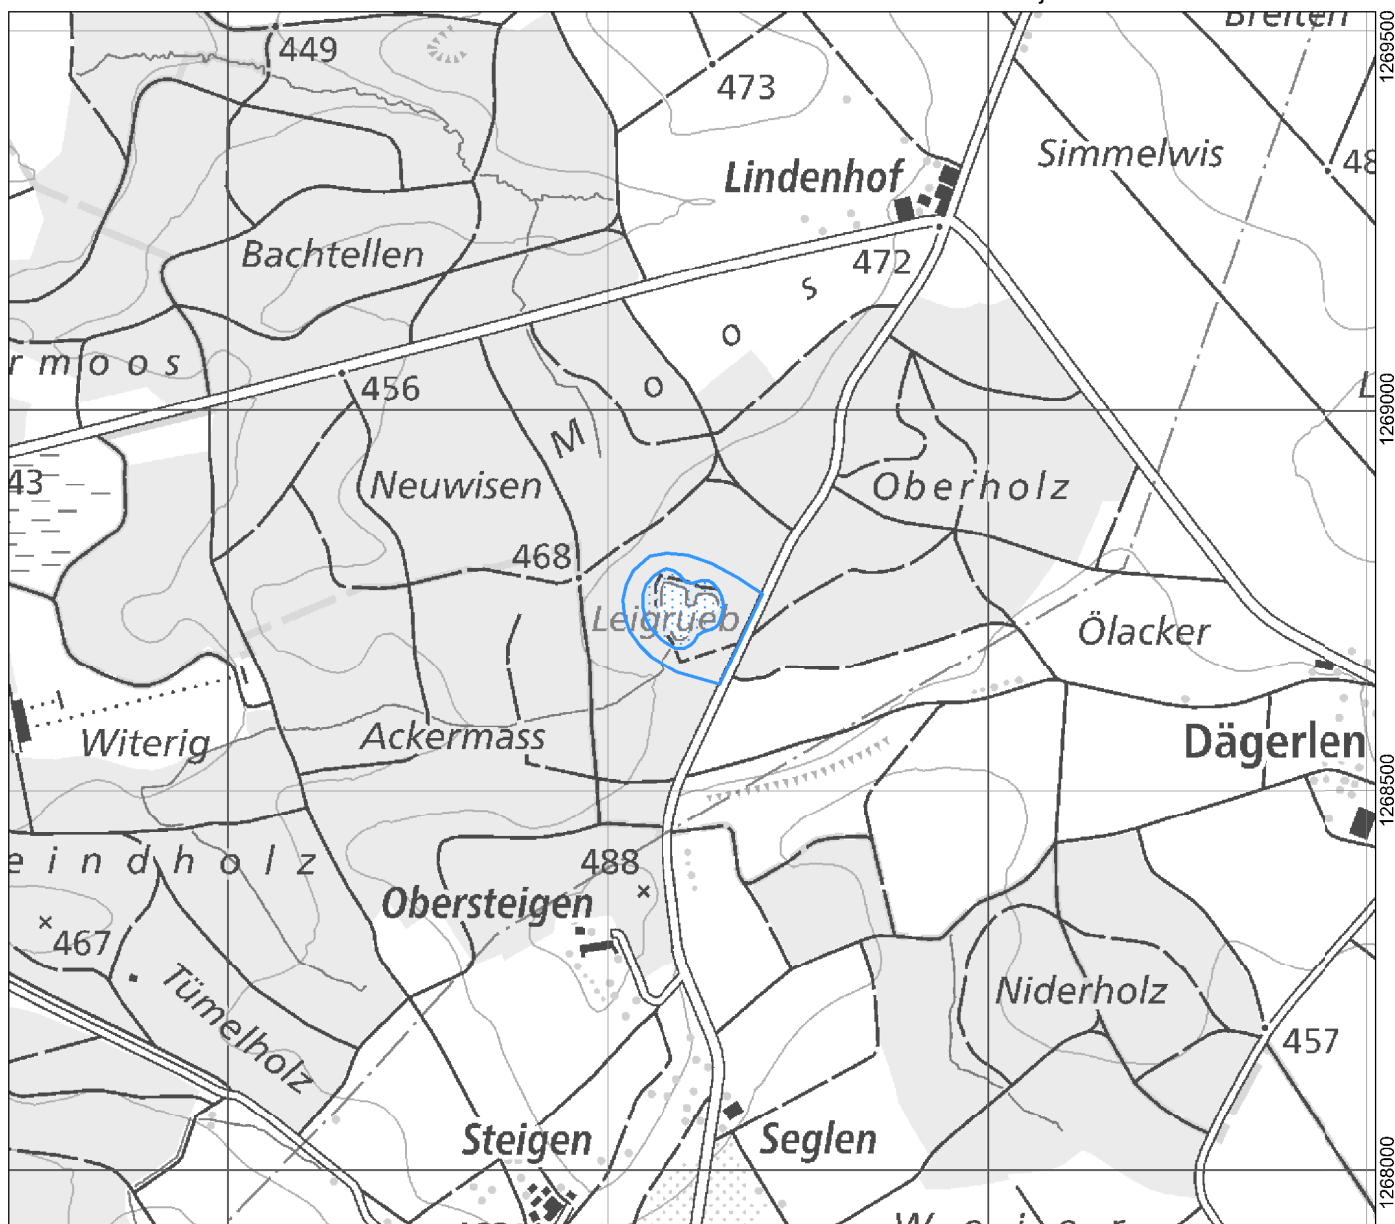 Breiten
1269500
449
473
Simmelwis
48
Lindenhof
Bachtellen
472
rmoos
456
M o o s
1269000
43
Neuwisen
Oberholz
468
Leigrueb
Ölacker
Witerig
Ackermass
Dägerlen
1268500
eindholz
488
Obersteigen
467
Tümelholz
Niderholz
457
Steigen
Seglen
1268000